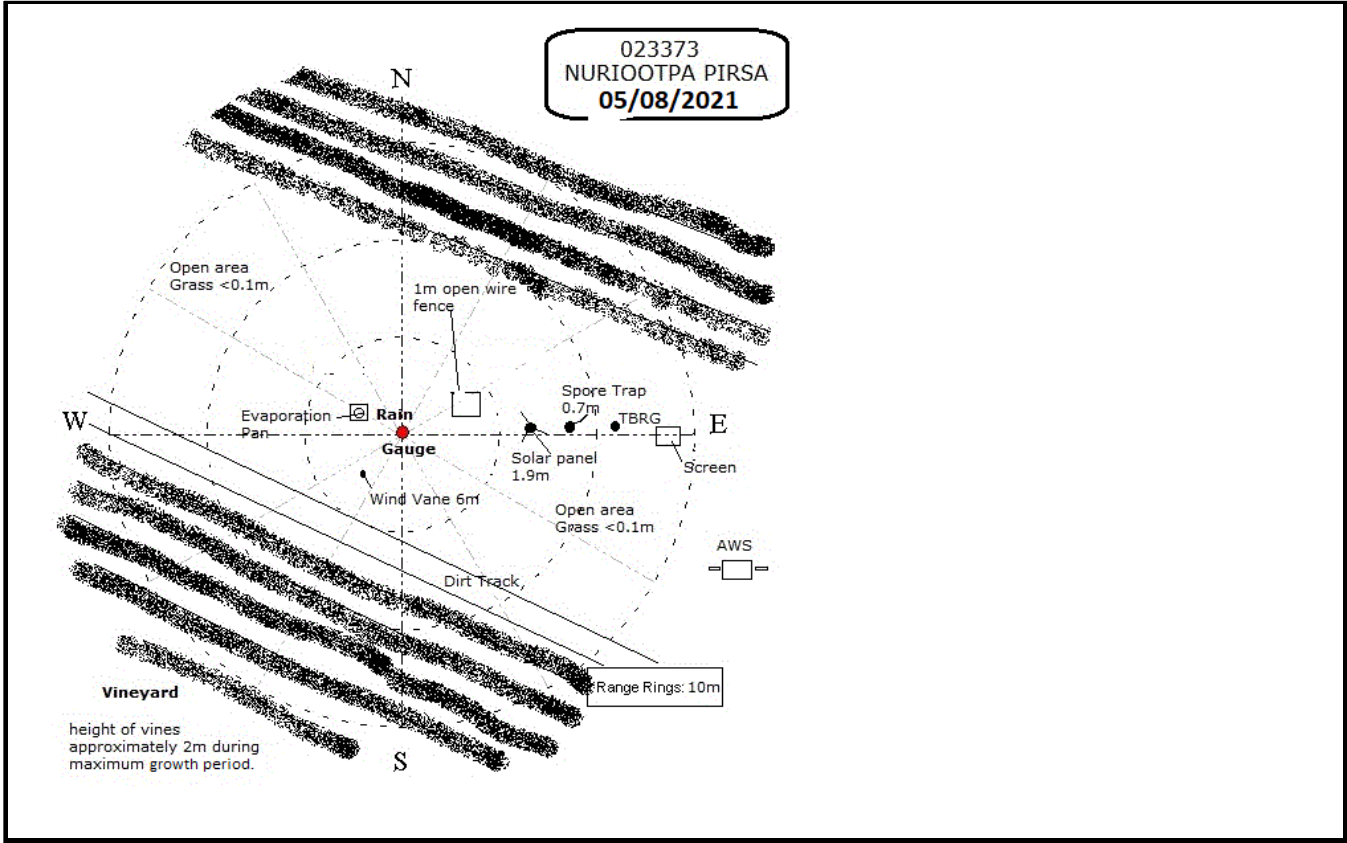 023373
NURIOOTPA PIRSA
05/08/2021
N
Open area
Grass <0.1m
1m open wire
fence
Spore Trap
0.7m
TBRG
Evaporation
Pan
Rain
Gauge
W
E
Solar panel
1.9m
Screen
Wind Vane 6m
Open area
Grass <0.1m
AWS
Dirt Track
Range Rings: 10m
Vineyard
height of vines
approximately 2m during
maximum growth period.
S